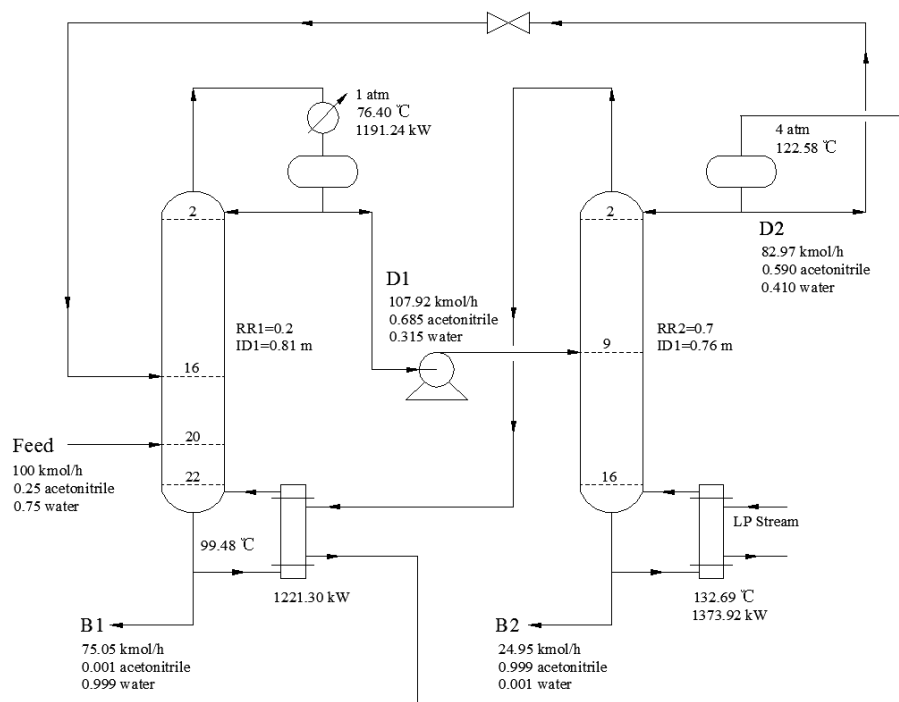 1 atm
76.40 ℃
1191.24 kW
4 atm
122.58 ℃
2
2
D2
82.97 kmol/h
0.590 acetonitrile
0.410 water
D1
107.92 kmol/h
0.685 acetonitrile
0.315 water
RR1=0.2
ID1=0.81 m
RR2=0.7
ID1=0.76 m
9
16
Feed
100 kmol/h
0.25 acetonitrile
0.75 water
20
22
16
LP Stream
99.48 ℃
1221.30 kW
132.69 ℃
1373.92 kW
B1
75.05 kmol/h
0.001 acetonitrile
0.999 water
B2
24.95 kmol/h
0.999 acetonitrile
0.001 water